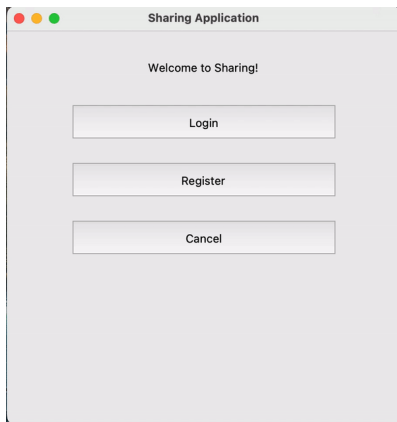 Sharing Application
Welcome to Sharing!
Login
Register
Cancel